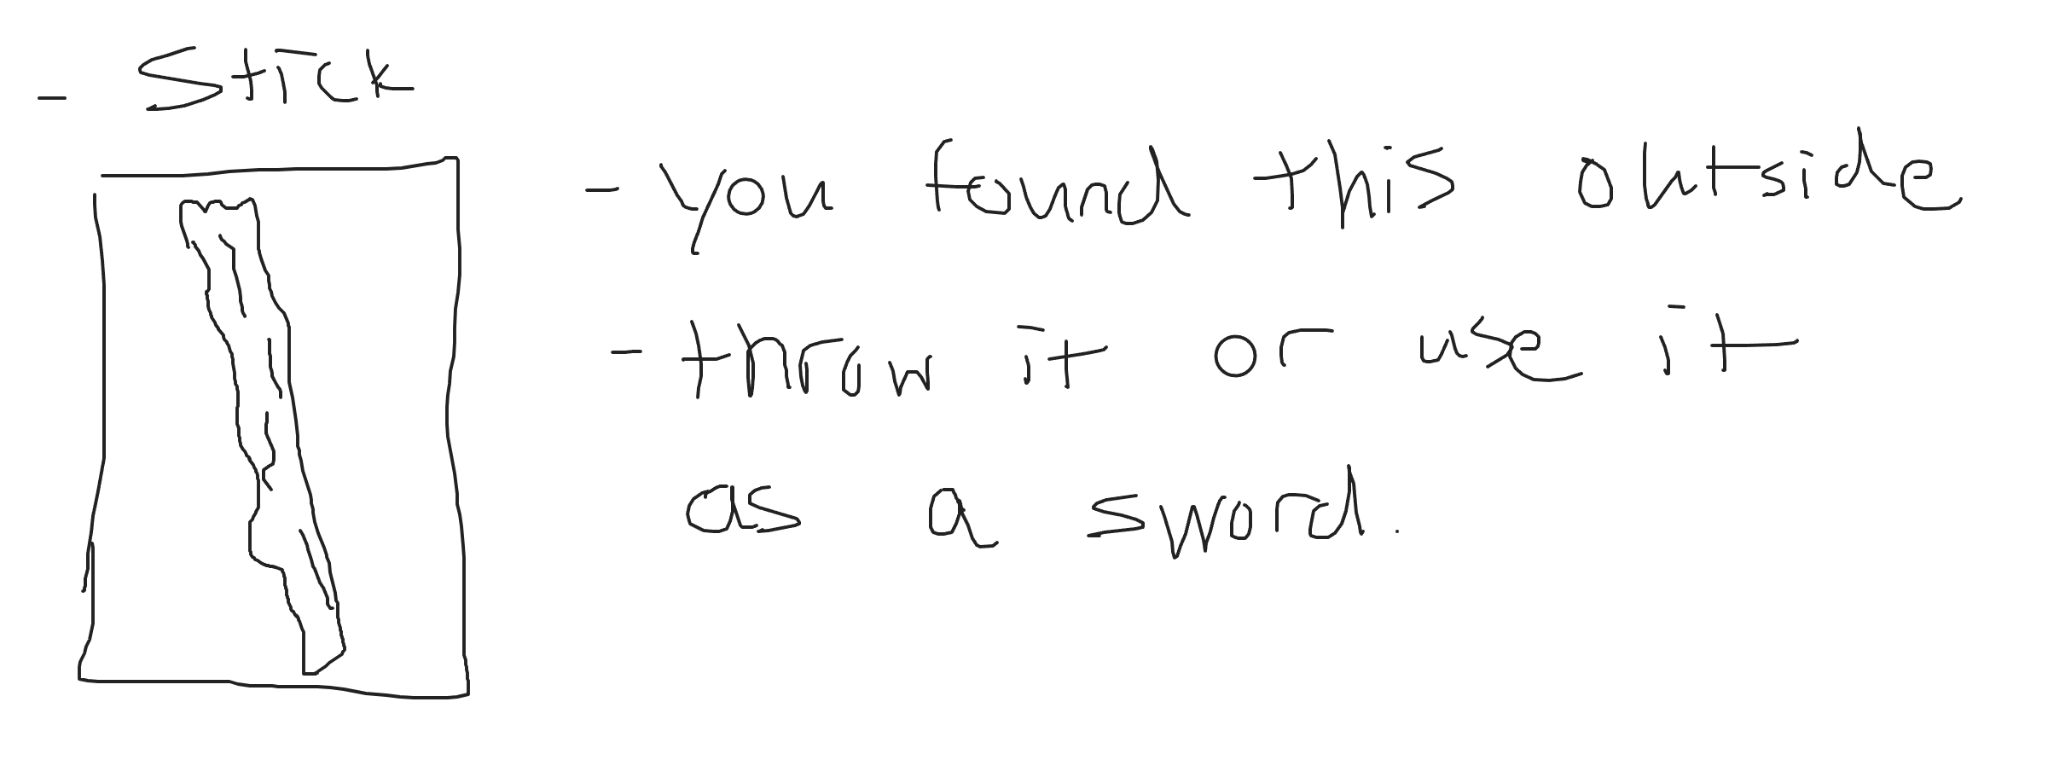 - Stick
- you found this outside
- throw it or use it
as a sword.